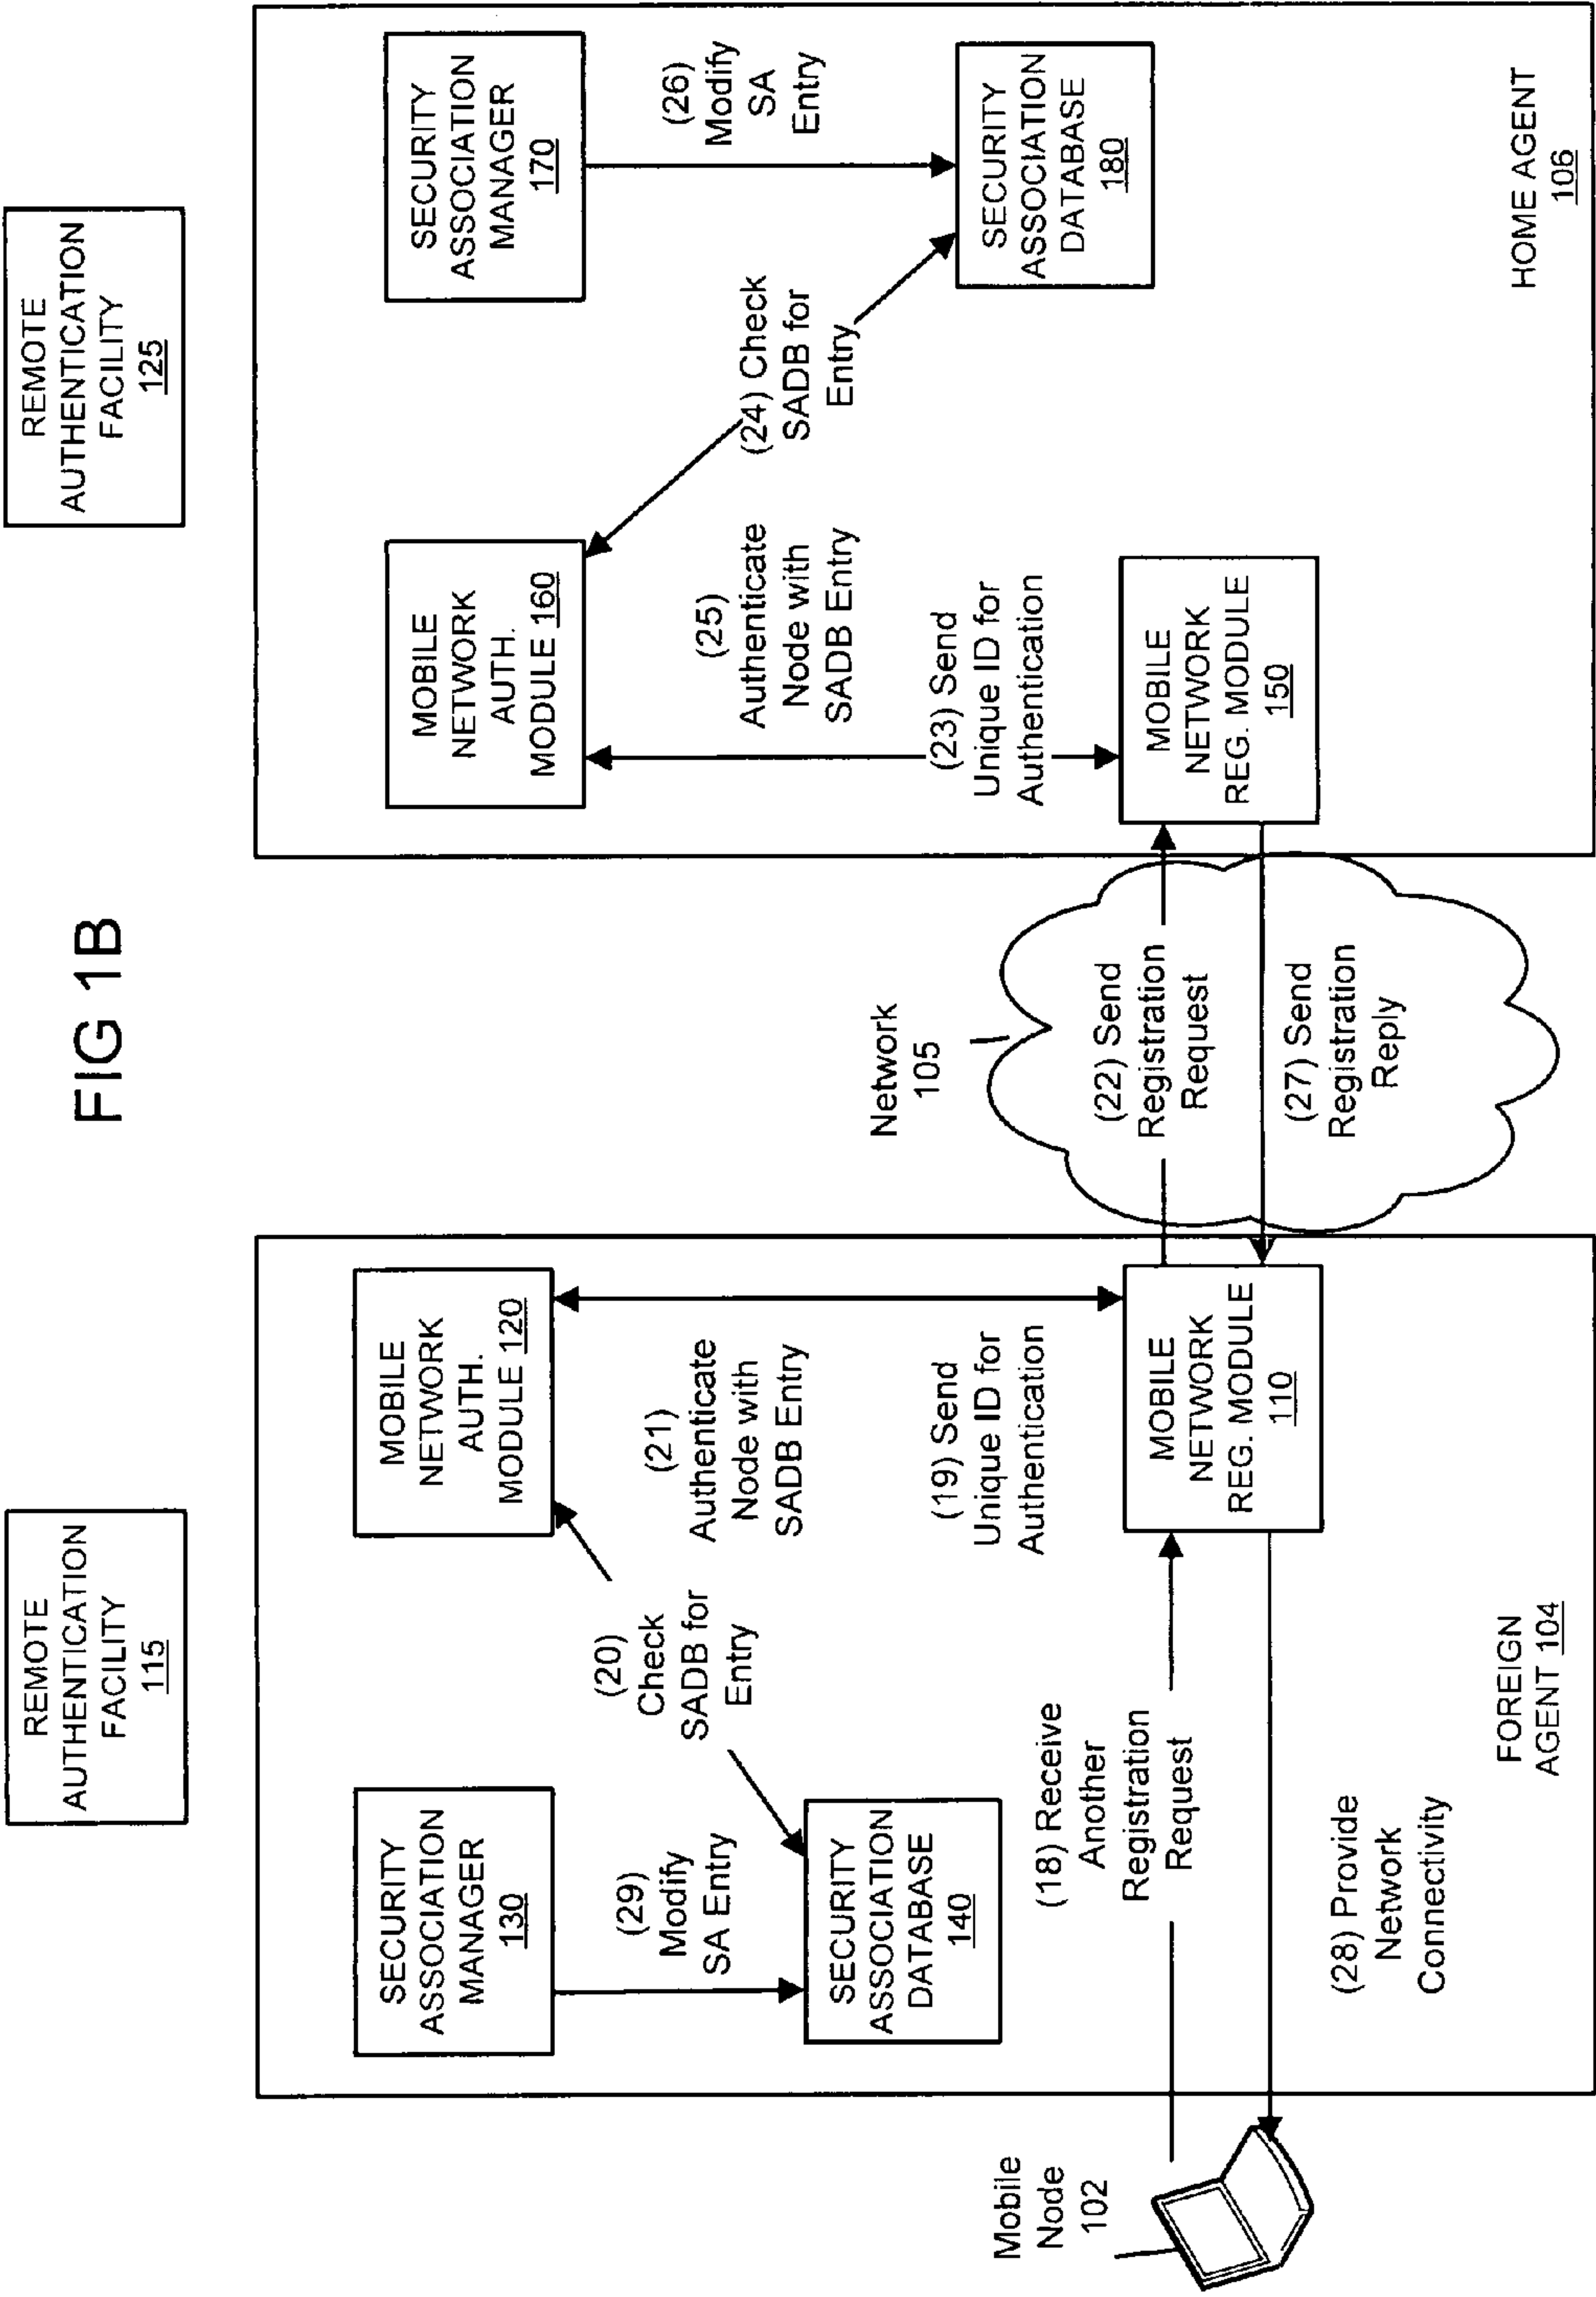 FIG 1B
REMOTE
AUTHENTICATION
FACILITY
115
REMOTE
AUTHENTICATION
FACILITY
125
SECURITY
ASSOCIATION
MANAGER
130
(29)
Modify
SA Entry
SECURITY
ASSOCIATION
DATABASE
140
(20)
Check
SADB for
Entry
MOBILE
NETWORK
AUTH.
MODULE 120
(21)
Authenticate
Node with
SADB Entry
(19) Send
Unique ID for
Authentication
MOBILE
NETWORK
REG. MODULE
110
(18) Receive
Another
Registration
Request
(28) Provide
Network
Connectivity
FOREIGN
AGENT 104
Mobile
Node
102
Network
105
(22) Send
Registration
Request
(27) Send
Registration
Reply
MOBILE
NETWORK
AUTH.
MODULE 160
(25)
Authenticate
Node with
SADB Entry
(23) Send
Unique ID for
Authentication
MOBILE
NETWORK
REG. MODULE
150
(24) Check
SADB for
Entry
SECURITY
ASSOCIATION
MANAGER
170
(26)
Modify
SA
Entry
SECURITY
ASSOCIATION
DATABASE
180
HOME AGENT
106